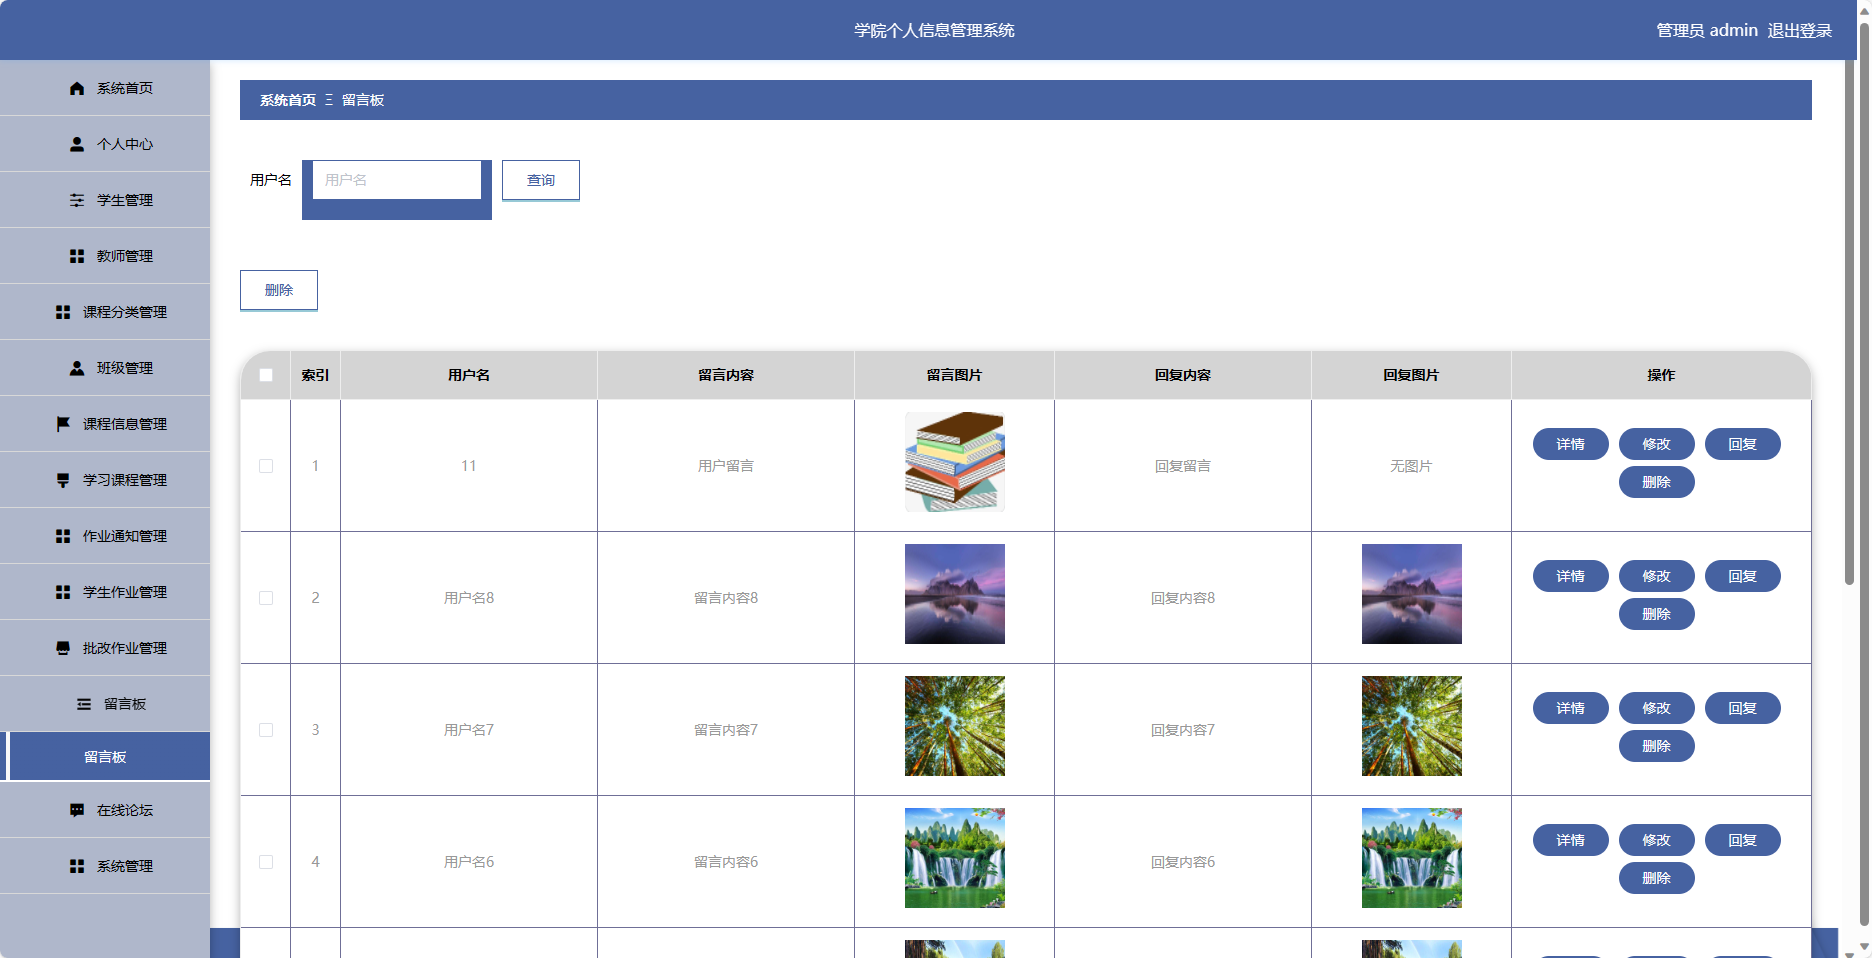 学院个人信息管理系统
管理员 admin 退出登录
系统首页
个人中心
学生管理
教师管理
课程分类管理
班级管理
课程信息管理
学习课程管理
作业通知管理
学生作业管理
批改作业管理
留言板
留言板
在线论坛
系统管理
系统首页 Ξ 留言板
用户名 用户名 查询
删除
索引 用户名 留言内容 留言图片 回复内容 回复图片 操作
1 11 用户留言 回复留言 无图片 详情 修改 回复
删除
2 用户名8 留言内容8 回复内容8 详情 修改 回复
删除
3 用户名7 留言内容7 回复内容7 详情 修改 回复
删除
4 用户名6 留言内容6 回复内容6 详情 修改 回复
删除